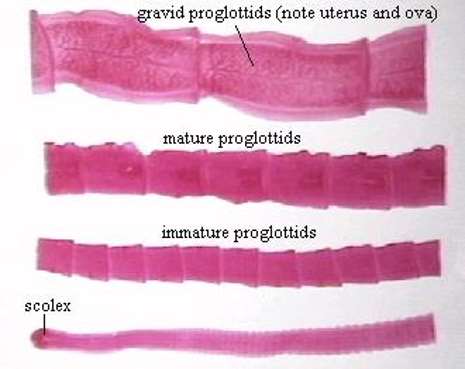 gravid proglottids (note uterus and ova)
mature proglottids
immature proglottids
scolex